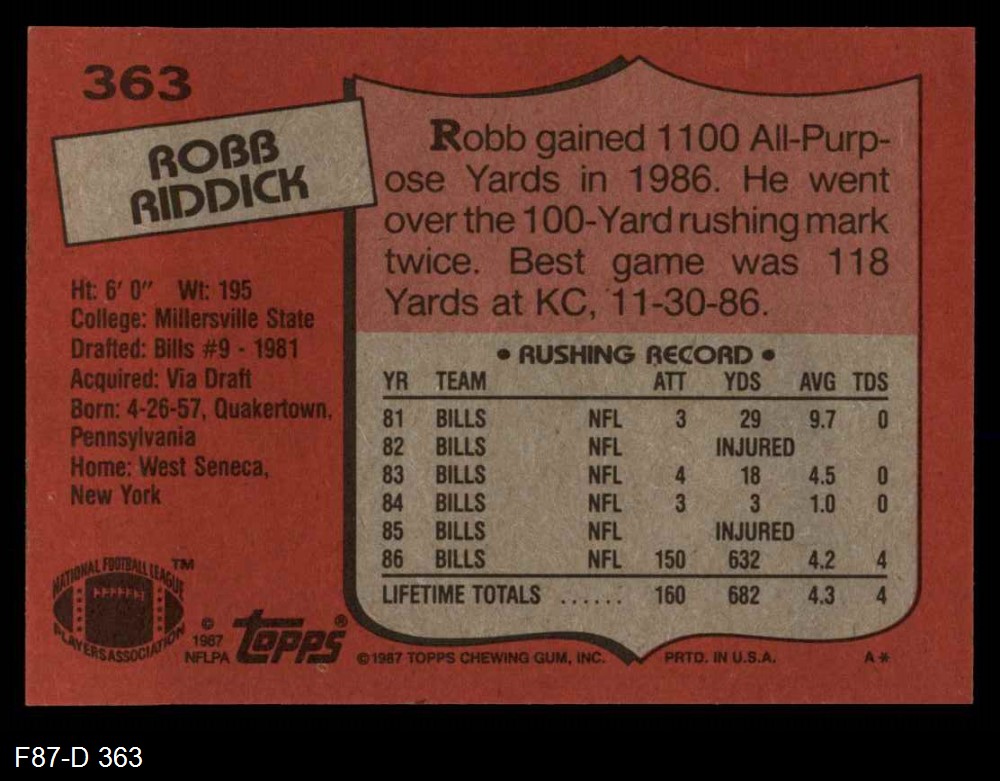 363
ROBB
RIDDICK
Ht: 6' 0" Wt: 195
College: Millersville State
Drafted: Bills #9 - 1981
Acquired: Via Draft
Born: 4-26-57, Quakertown,
Pennsylvania
Home: West Seneca,
New York
NATIONAL FOOTBALL LEAGUE ™
PLAYERS ASSOCIATION
©
1987
NFLPA
topps®
Robb gained 1100 All-Purp-
ose Yards in 1986. He went
over the 100-Yard rushing mark
twice. Best game was 118
Yards at KC, 11-30-86.
• RUSHING RECORD •
YR TEAM ATT YDS AVG TDS
81 BILLS NFL 3 29 9.7 0
82 BILLS NFL INJURED
83 BILLS NFL 4 18 4.5 0
84 BILLS NFL 3 3 1.0 0
85 BILLS NFL INJURED
86 BILLS NFL 150 632 4.2 4
LIFETIME TOTALS ...... 160 682 4.3 4
©1987 TOPPS CHEWING GUM, INC. PRTD. IN U.S.A. A*
F87-D 363